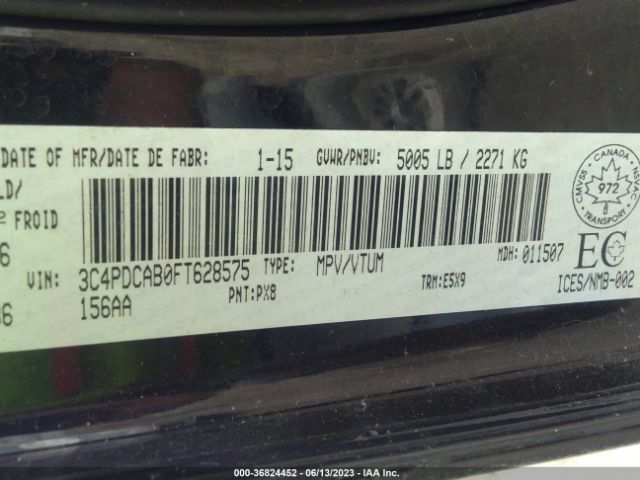 DATE OF MFR/DATE DE FABR: 1-15 GVWR/PNBV: 5005 LB / 2271 KG
LD/
FROID
6
VIN: 3C4PDCAB0FT628575 TYPE: MPV/VTUM MDH: 011507
36 156AA PNT:PX8 TRM:E5X9
CANADA
CMVSS NSVAC
972
TRANSPORT
EC
ICES/NMB-002
000-36824452 - 06/13/2023 - IAA Inc.